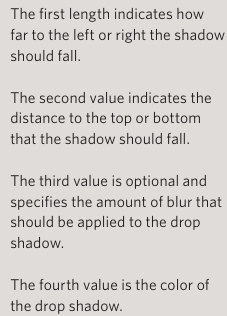 The first length indicates how
far to the left or right the shadow
should fall.
The second value indicates the
distance to the top or bottom
that the shadow should fall.
The third value is optional and
specifies the amount of blur that
should be applied to the drop
shadow.
The fourth value is the color of
the drop shadow.